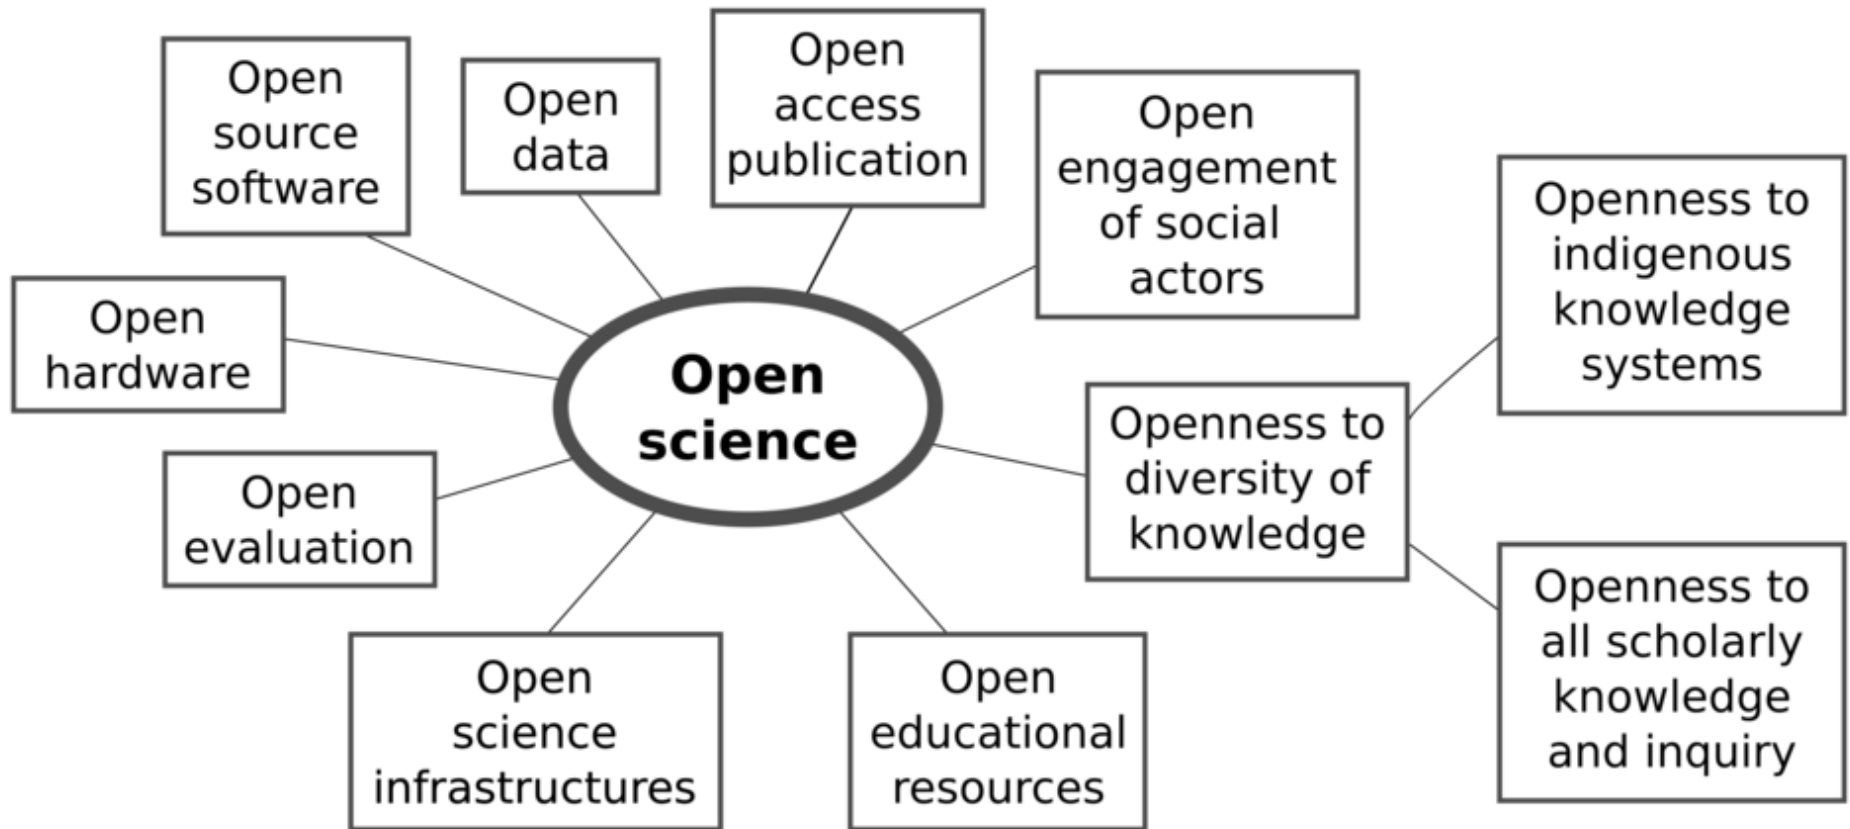 Open
source
software
Open
data
Open
access
publication
Open
engagement
of social
actors
Openness to
indigenous
knowledge
systems
Open
hardware
Open
science
Openness to
diversity of
knowledge
Open
evaluation
Openness to
all scholarly
knowledge
and inquiry
Open
science
infrastructures
Open
educational
resources